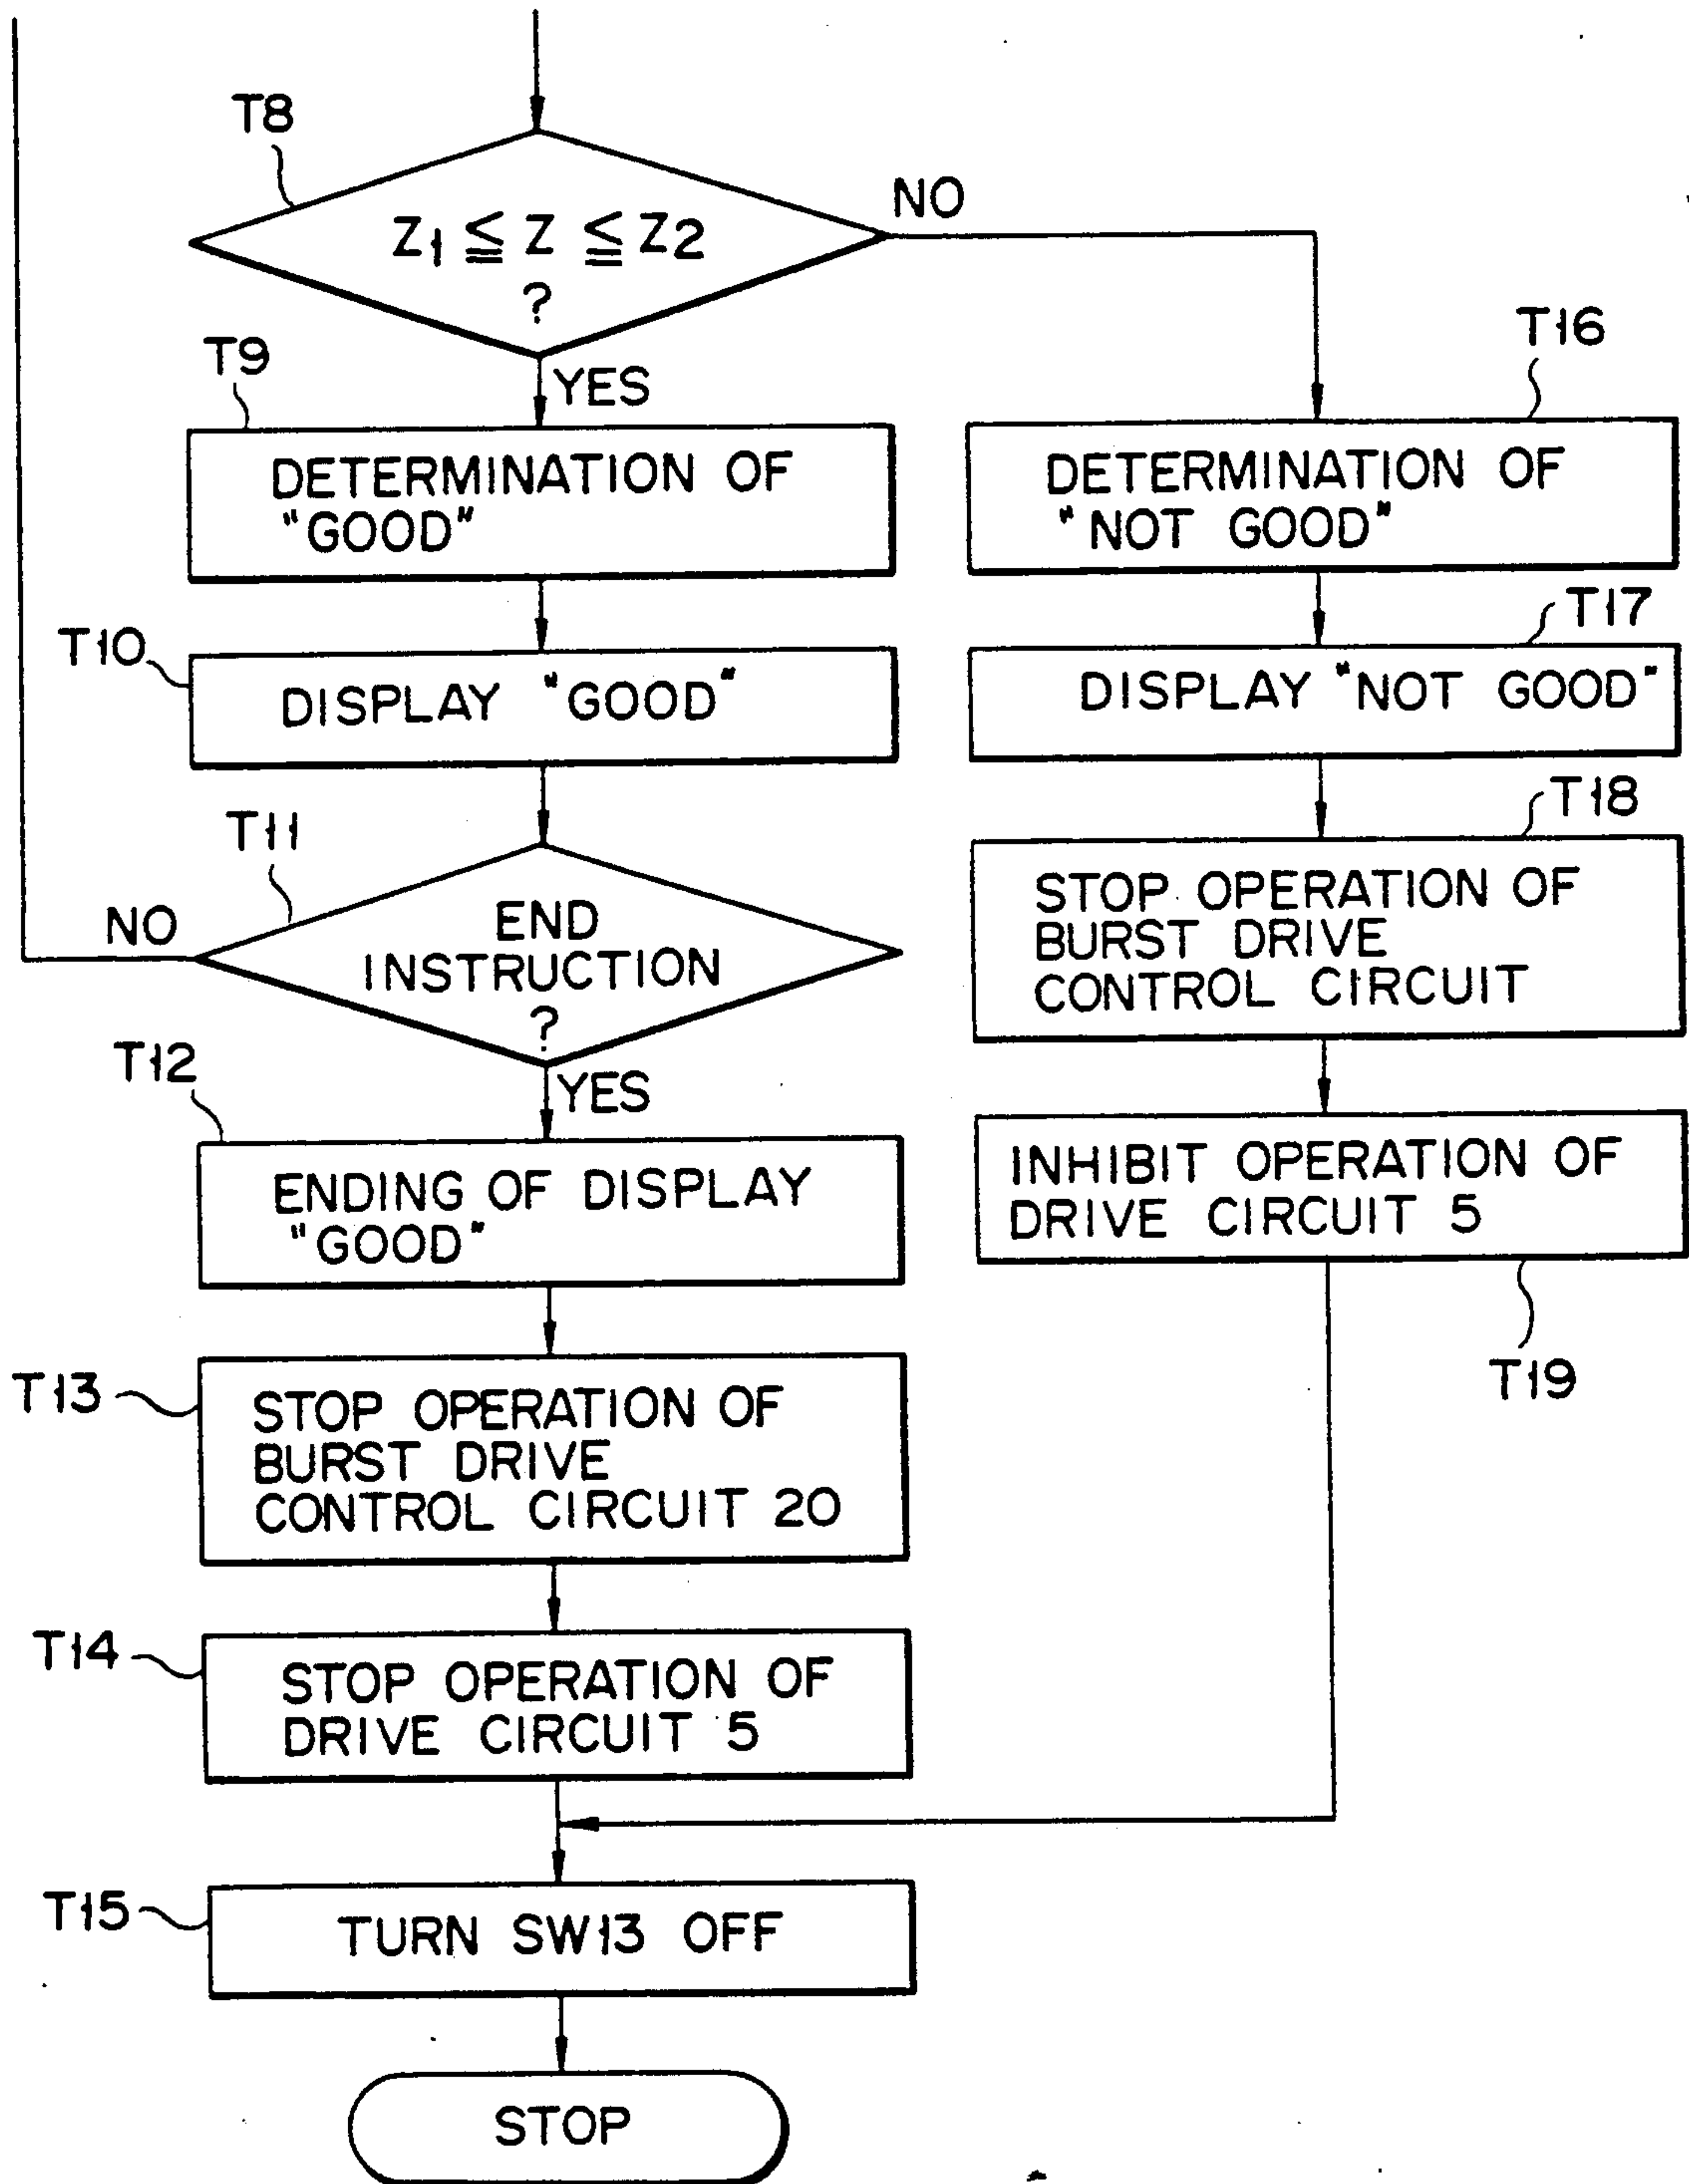 T8
Z1 ≦ Z ≦ Z2
?
NO
YES
T9
DETERMINATION OF
"GOOD"
T10
DISPLAY "GOOD"
T11
END
INSTRUCTION
?
NO
YES
T12
ENDING OF DISPLAY
"GOOD"
T13
STOP OPERATION OF
BURST DRIVE
CONTROL CIRCUIT 20
T14
STOP OPERATION OF
DRIVE CIRCUIT 5
T15
TURN SW13 OFF
STOP
T16
DETERMINATION OF
"NOT GOOD"
T17
DISPLAY "NOT GOOD"
T18
STOP OPERATION OF
BURST DRIVE
CONTROL CIRCUIT
INHIBIT OPERATION OF
DRIVE CIRCUIT 5
T19